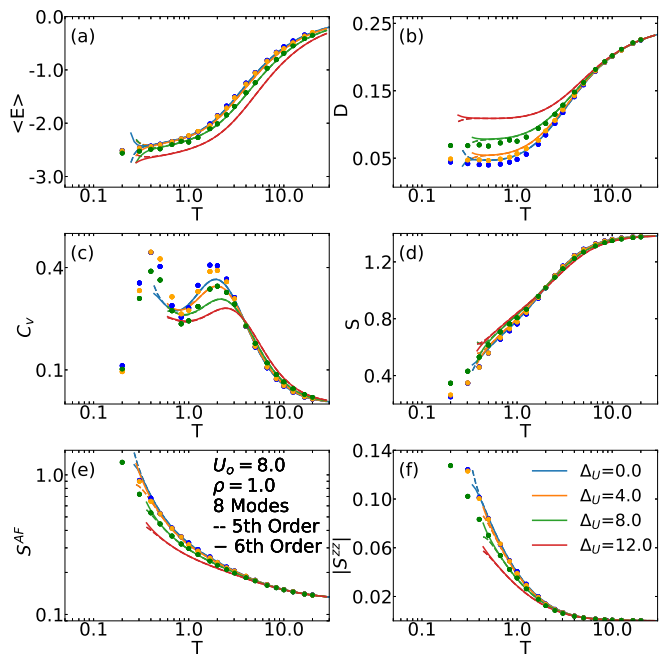 (a)
<E>
0.0
-1.0
-2.0
-3.0
0.1 1.0 10.0
T
(b)
D
0.25
0.15
0.05
0.1 1.0 10.0
T
(c)
C_v
0.4
0.1
0.1 1.0 10.0
T
(d)
S
1.2
0.8
0.4
0.1 1.0 10.0
T
(e)
S^{AF}
1.0
0.1
U_o = 8.0
ρ = 1.0
8 Modes
-- 5th Order
— 6th Order
0.1 1.0 10.0
T
(f)
|S^{zz}|
0.14
0.10
0.06
0.02
Δ_U=0.0
Δ_U=4.0
Δ_U=8.0
Δ_U=12.0
0.1 1.0 10.0
T